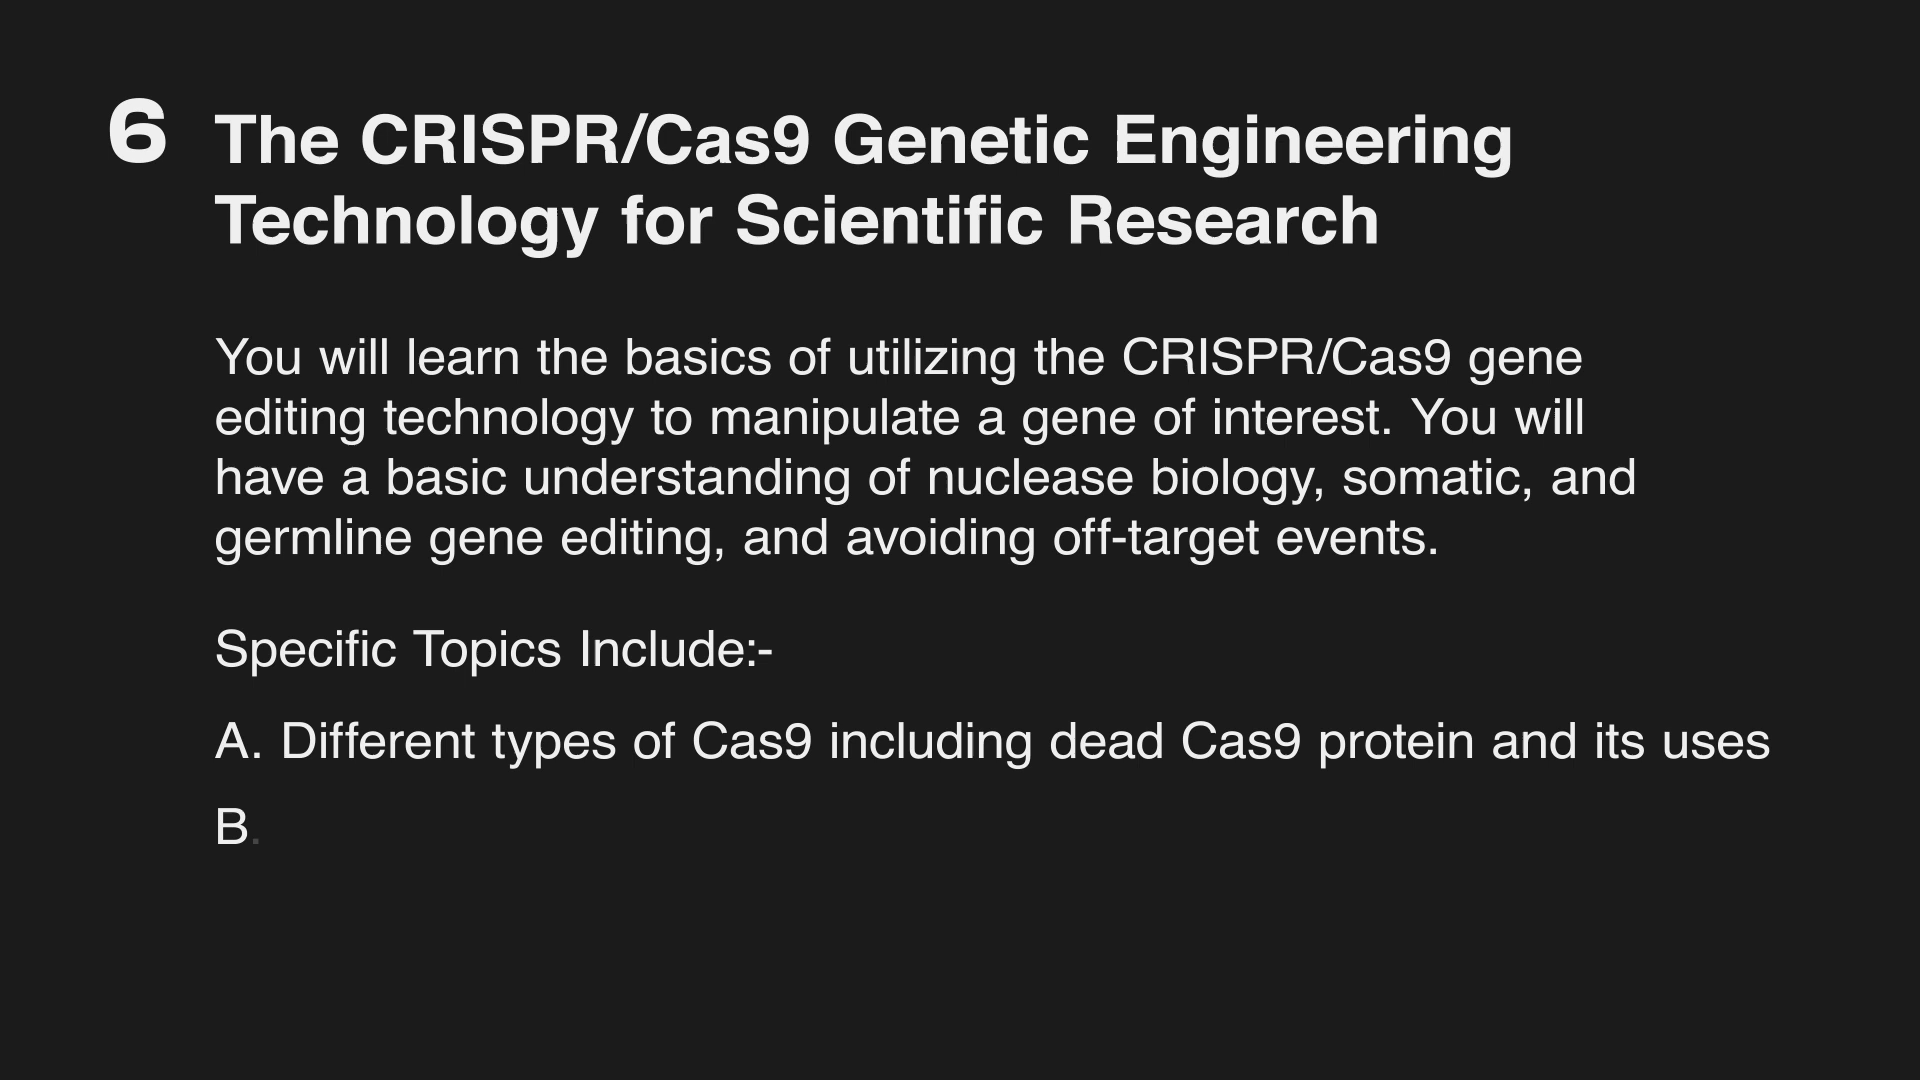 6 The CRISPR/Cas9 Genetic Engineering
Technology for Scientific Research
You will learn the basics of utilizing the CRISPR/Cas9 gene
editing technology to manipulate a gene of interest. You will
have a basic understanding of nuclease biology, somatic, and
germline gene editing, and avoiding off-target events.
Specific Topics Include:-
A. Different types of Cas9 including dead Cas9 protein and its uses
B.